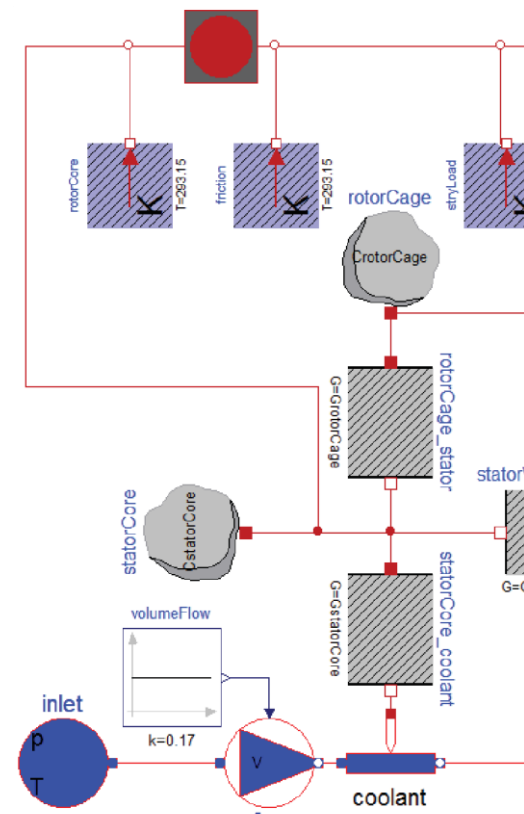 rotorCore
K
T=293.15
friction
K
T=293.15
stryLoad
K
rotorCage
CrotorCage
G=GrotorCage
rotorCage_stator
statorCore
CstatorCore
G=GstatorCore
statorCore_coolant
volumeFlow
k=0.17
inlet
p
T
V
coolant